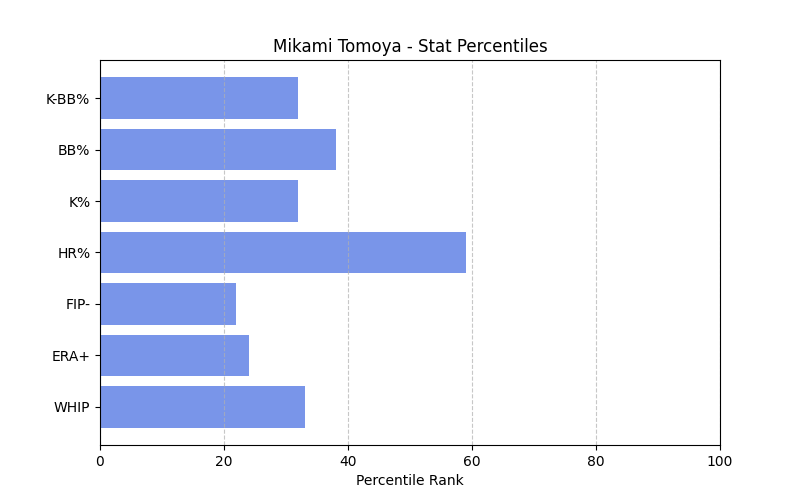 Mikami Tomoya - Stat Percentiles
K-BB%
BB%
K%
HR%
FIP-
ERA+
WHIP
0 20 40 60 80 100
Percentile Rank